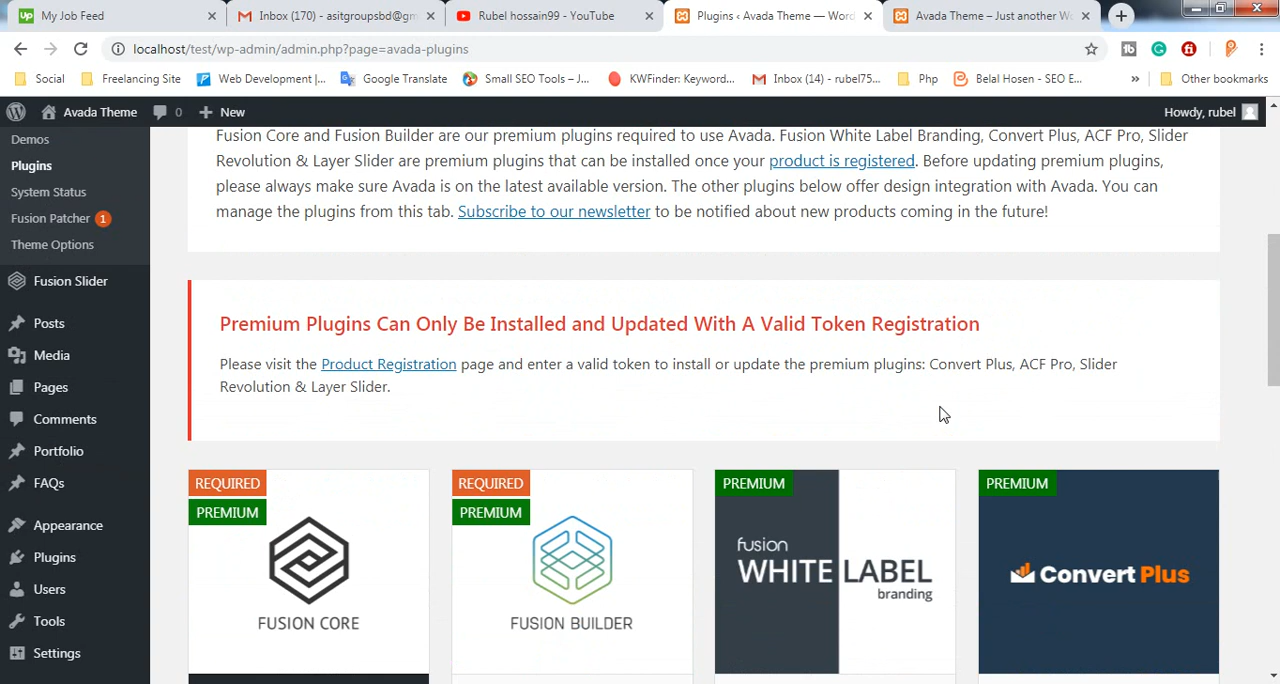 My Job Feed
Inbox (170) - asitgroupsbd@gm
Rubel hossain99 - YouTube
Plugins ‹ Avada Theme — Word
Avada Theme – Just another Wo
localhost/test/wp-admin/admin.php?page=avada-plugins
Social
Freelancing Site
Web Development |...
Google Translate
Small SEO Tools – J...
KWFinder: Keywor...
Inbox (14) - rubel75...
Php
Belal Hosen - SEO E...
»
Other bookmarks
Avada Theme
0
New
Howdy, rubel
Demos
Plugins
System Status
Fusion Patcher 1
Theme Options
Fusion Slider
Posts
Media
Pages
Comments
Portfolio
FAQs
Appearance
Plugins
Users
Tools
Settings
Fusion Core and Fusion Builder are our premium plugins required to use Avada. Fusion White Label Branding, Convert Plus, ACF Pro, Slider
Revolution & Layer Slider are premium plugins that can be installed once your product is registered. Before updating premium plugins,
please always make sure Avada is on the latest available version. The other plugins below offer design integration with Avada. You can
manage the plugins from this tab. Subscribe to our newsletter to be notified about new products coming in the future!
Premium Plugins Can Only Be Installed and Updated With A Valid Token Registration
Please visit the Product Registration page and enter a valid token to install or update the premium plugins: Convert Plus, ACF Pro, Slider
Revolution & Layer Slider.
REQUIRED
PREMIUM
FUSION CORE
REQUIRED
PREMIUM
FUSION BUILDER
PREMIUM
fusion
WHITE LABEL
branding
PREMIUM
Convert Plus